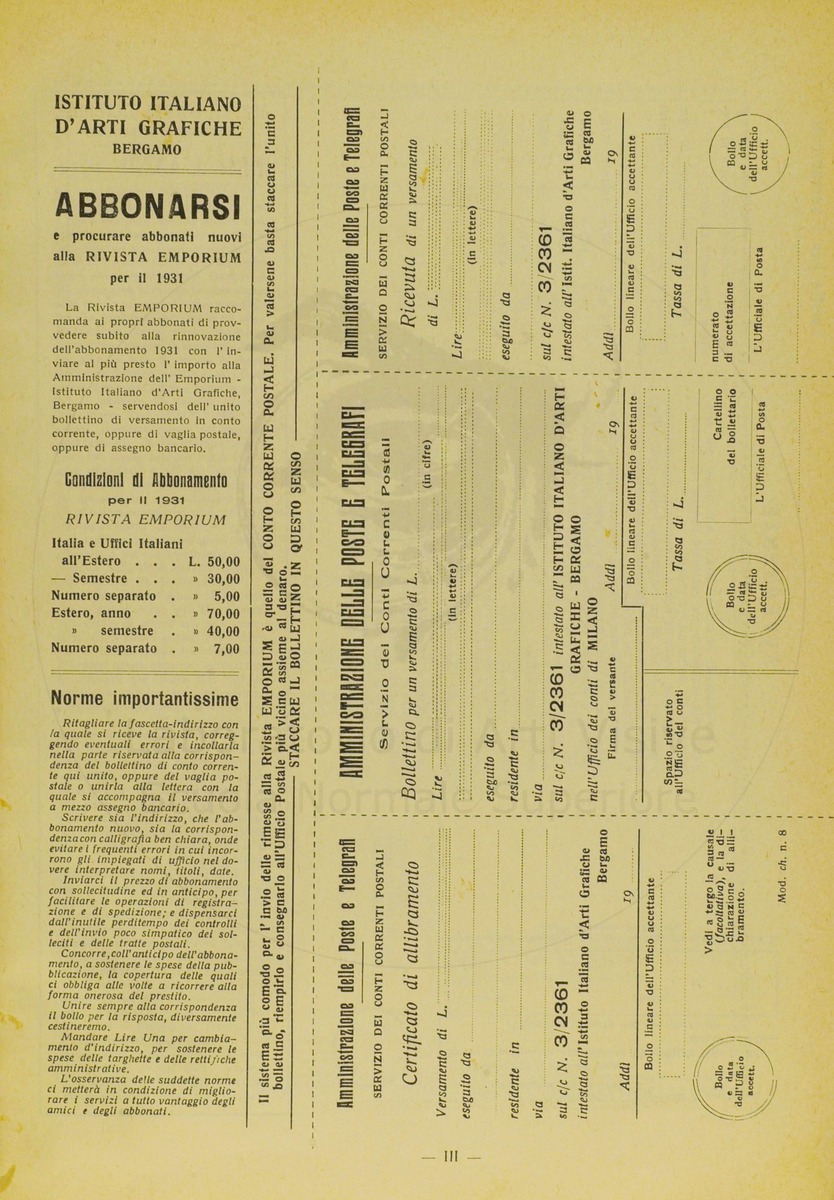 ISTITUTO ITALIANO
D'ARTI GRAFICHE
BERGAMO
ABBONARSI
e procurare abbonati nuovi
alla RIVISTA EMPORIUM
per il 1931
La Rivista EMPORIUM racco-
manda ai propri abbonati di prov-
vedere subito alla rinnovazione
dell'abbonamento 1931 con l' in-
viare al più presto l' importo alla
Amministrazione dell' Emporium -
Istituto Italiano d'Arti Grafiche,
Bergamo - servendosi dell' unito
bollettino di versamento in conto
corrente, oppure di vaglia postale,
oppure di assegno bancario.
Condizioni di Abbonamento
per Il 1931
RIVISTA EMPORIUM
Italia e Uffici Italiani
all'Estero . . . L. 50,00
— Semestre . . . » 30,00
Numero separato . » 5,00
Estero, anno . . » 70,00
» semestre . » 40,00
Numero separato . » 7,00
Norme importantissime
Ritagliare la fascetta-indirizzo con
la quale si riceve la rivista, correg-
gendo eventuali errori e incollarla
nella parte riservata alla corrispon-
denza del bollettino di conto corren-
te qui unito, oppure del vaglia po-
stale o unirla alla lettera con la
quale si accompagna il versamento
a mezzo assegno bancario.
Scrivere sia l'indirizzo, che l'ab-
bonamento nuovo, sia la corrispon-
denza con calligrafia ben chiara, onde
evitare i frequenti errori in cui incor-
rono gli impiegati di ufficio nel do-
vere interpretare nomi, titoli, date.
Inviarci il prezzo di abbonamento
con sollecitudine ed in anticipo, per
facilitare le operazioni di registra-
zione e di spedizione; e dispensarci
dall'inutile perditempo dei controlli
e dell'invio poco simpatico dei sol-
leciti e delle tratte postali.
Concorre, coll'anticipo dell'abbona-
mento, a sostenere le spese della pub-
blicazione, la copertura delle quali
ci obbliga alle volte a ricorrere alla
forma onerosa del prestito.
Unire sempre alla corrispondenza
il bollo per la risposta, diversamente
cestineremo.
Mandare Lire Una per cambia-
mento d'indirizzo, per sostenere le
spese delle targhette e delle rettifiche
amministrative.
L'osservanza delle suddette norme
ci metterà in condizione di miglio-
rare i servizi a tutto vantaggio degli
amici e degli abbonati.
Il sistema più comodo per l' invio delle rimesse alla Rivista EMPORIUM è quello del CONTO CORRENTE POSTALE. Per valersene basta staccare l'unito
bollettino, riempirlo e consegnarlo all'Ufficio Postale più vicino assieme al denaro.
STACCARE IL BOLLETTINO IN QUESTO SENSO
Amministrazione delle Poste e Telegrafi
SERVIZIO DEI CONTI CORRENTI POSTALI
Certificato di allibramento
Versamento di L.
eseguito da
residente in
via
sul c/c N. 3/2361
intestato all'Istituto Italiano d'Arti Grafiche
Bergamo
Addì 19
Bollo lineare dell'Ufficio accettante
Bollo
e data
dell'Ufficio
accett.
Vedi a tergo la causale
(facoltativa), e la di-
chiarazione di alli-
bramento.
Mod. ch. n. 8
AMMINISTRAZIONE DELLE POSTE E TELEGRAFI
Servizio dei Conti Correnti Postali
Bollettino per un versamento di L.
(in cifre)
Lire
(in lettere)
eseguito da
residente in
via
sul c/c N. 3/2361 intestato all' ISTITUTO ITALIANO D'ARTI
GRAFICHE - BERGAMO
nell'Ufficio dei conti di MILANO
Firma del versante
Addì 19
Spazio riservato
all'Ufficio dei conti
Bollo lineare dell'Ufficio accettante
Tassa di L.
Bollo
e data
dell'Ufficio
accett.
Cartellino
del bollettario
L'Ufficiale di Posta
Amministrazione delle Poste e Telegrafi
SERVIZIO DEI CONTI CORRENTI POSTALI
Ricevuta di un versamento
di L.
Lire
(in lettere)
eseguito da
sul c/c N. 3/2361
intestato all' Istit. Italiano d'Arti Grafiche
Bergamo
Addì 19
Bollo lineare dell'Ufficio accettante
Tassa di L.
numerato
di accettazione
L'Ufficiale di Posta
Bollo
e data
dell'Ufficio
accett.
— III —